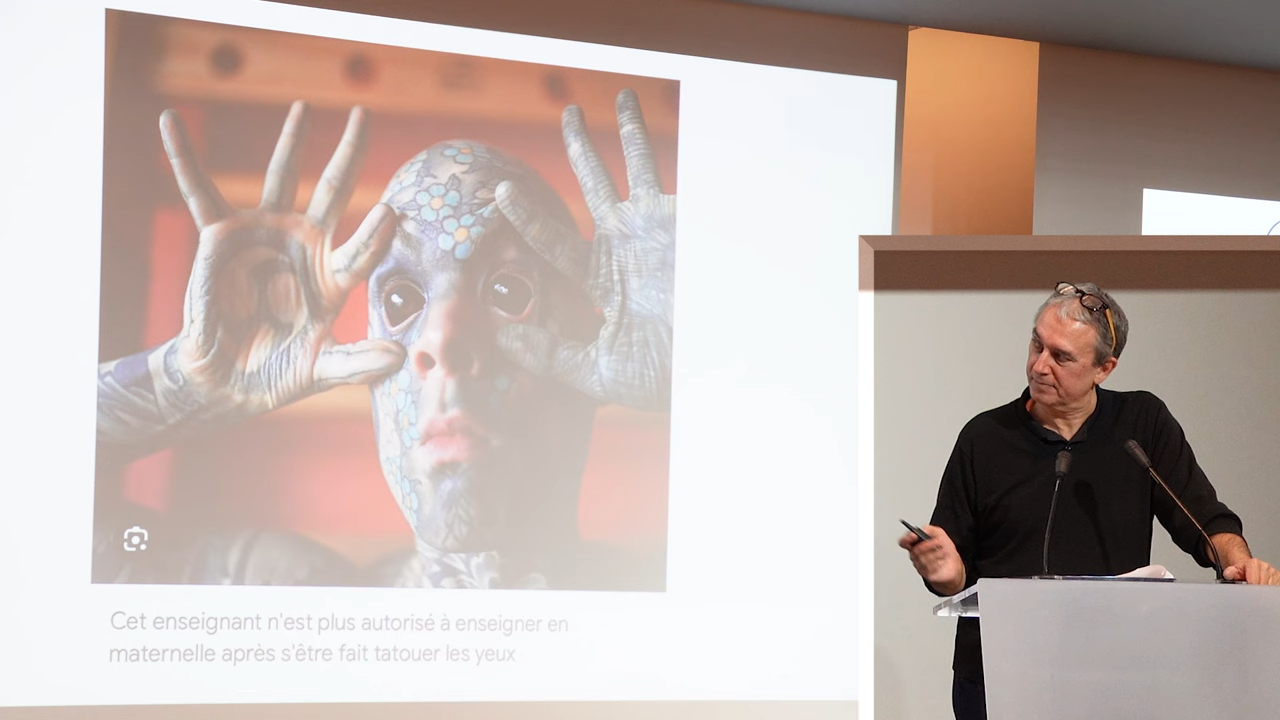 Cet enseignant n'est plus autorisé à enseigner en
maternelle après s'être fait tatouer les yeux